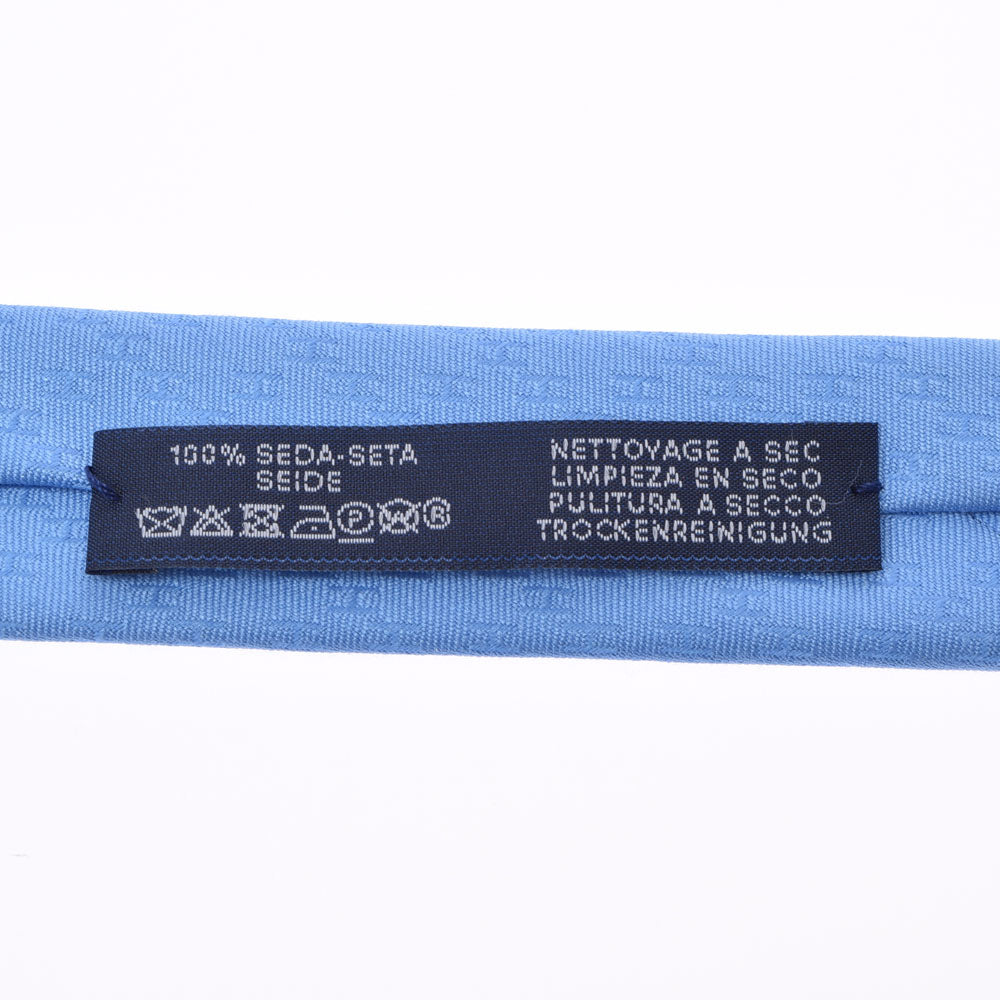 100% SEDA-SETA
SEIDE
P W ®
NETTOYAGE A SEC
LIMPIEZA EN SECO
PULITURA A SECCO
TROCKENREINIGUNG